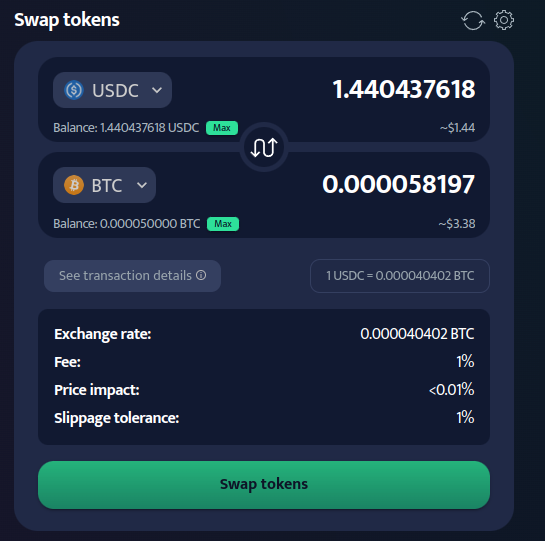 Swap tokens
USDC 1.440437618
Balance: 1.440437618 USDC Max ~$1.44
BTC 0.000058197
Balance: 0.000050000 BTC Max ~$3.38
See transaction details 1 USDC = 0.000040402 BTC
Exchange rate: 0.000040402 BTC
Fee: 1%
Price impact: <0.01%
Slippage tolerance: 1%
Swap tokens